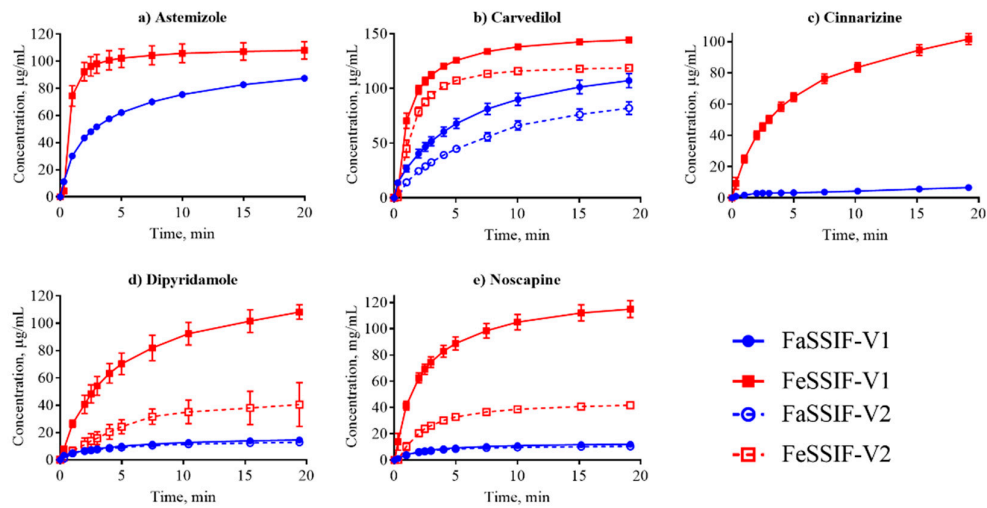 a) Astemizole
Concentration, µg/mL
120
100
80
60
40
20
0
0 5 10 15 20
Time, min
b) Carvedilol
Concentration, µg/mL
150
100
50
0
0 5 10 15 20
Time, min
c) Cinnarizine
Concentration, µg/mL
100
80
60
40
20
0
0 5 10 15 20
Time, min
d) Dipyridamole
Concentration, µg/mL
120
100
80
60
40
20
0
0 5 10 15 20
Time, min
e) Noscapine
Concentration, mg/mL
120
100
80
60
40
20
0
0 5 10 15 20
Time, min
FaSSIF-V1
FeSSIF-V1
FaSSIF-V2
FeSSIF-V2